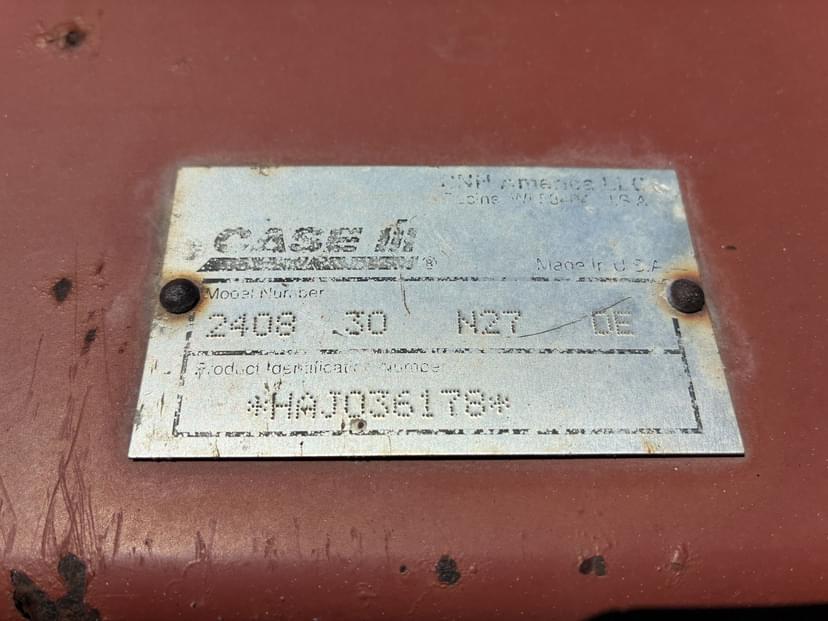 CNH America LLC
Racine, WI 53404 U.S.A.
CASE III ®
Made In U.S.A.
Model Number
2408 30 N27 DE
Product Identification Number
*HAJ036178*